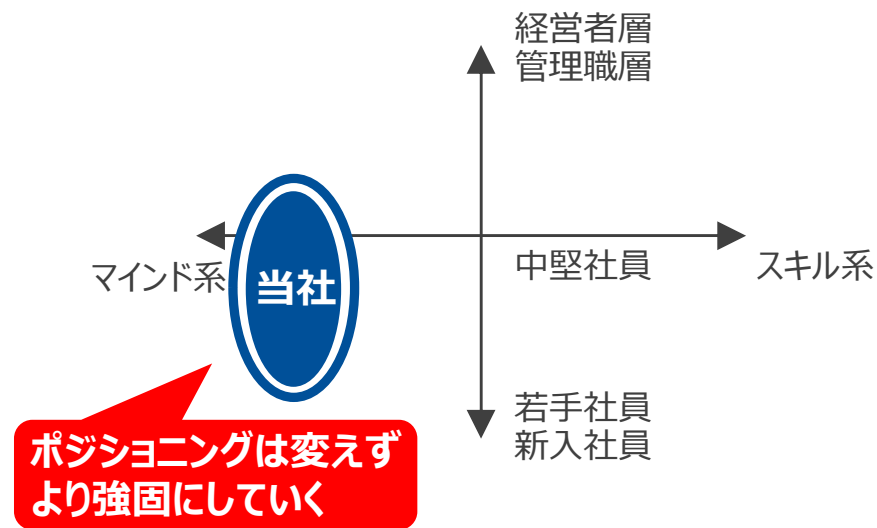 経営者層
管理職層
マインド系
当社
中堅社員
スキル系
若手社員
新入社員
ポジショニングは変えず
より強固にしていく